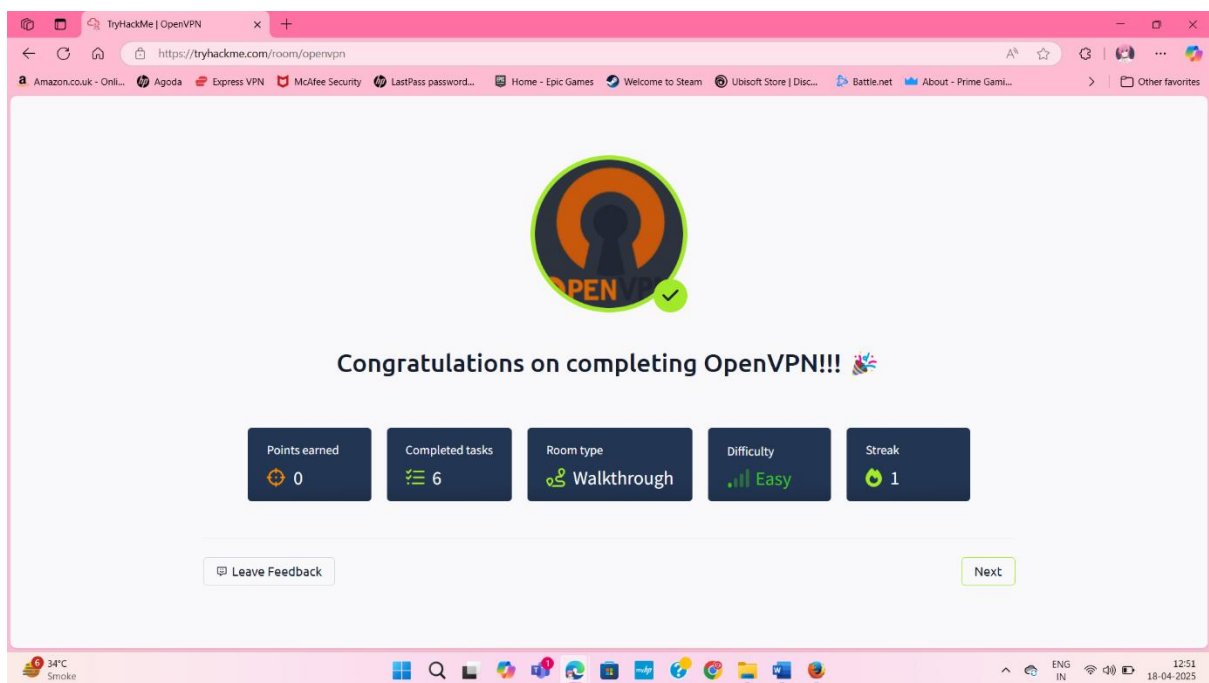 TryHackMe | OpenVPN
https://tryhackme.com/room/openvpn
Amazon.co.uk - Onli...
Agoda
Express VPN
McAfee Security
LastPass password...
Home - Epic Games
Welcome to Steam
Ubisoft Store | Disc...
Battle.net
About - Prime Gami...
Other favorites
OPENVPN
Congratulations on completing OpenVPN!!! 🎉
Points earned
0
Completed tasks
6
Room type
Walkthrough
Difficulty
Easy
Streak
1
Leave Feedback
Next
6
34°C
Smoke
ENG
IN
12:51
18-04-2025